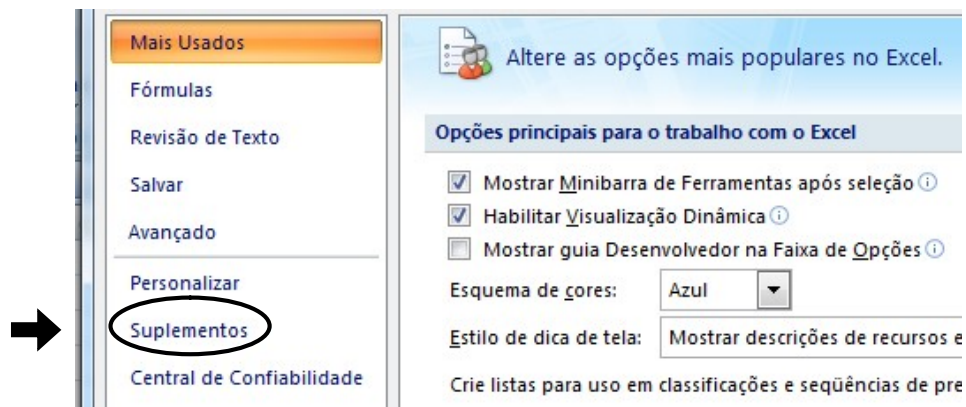 Mais Usados
Fórmulas
Revisão de Texto
Salvar
Avançado
Personalizar
Suplementos
Central de Confiabilidade
Altere as opções mais populares no Excel.
Opções principais para o trabalho com o Excel
Mostrar Minibarra de Ferramentas após seleção
Habilitar Visualização Dinâmica
Mostrar guia Desenvolvedor na Faixa de Opções
Esquema de cores: Azul
Estilo de dica de tela: Mostrar descrições de recursos e
Crie listas para uso em classificações e seqüências de pre